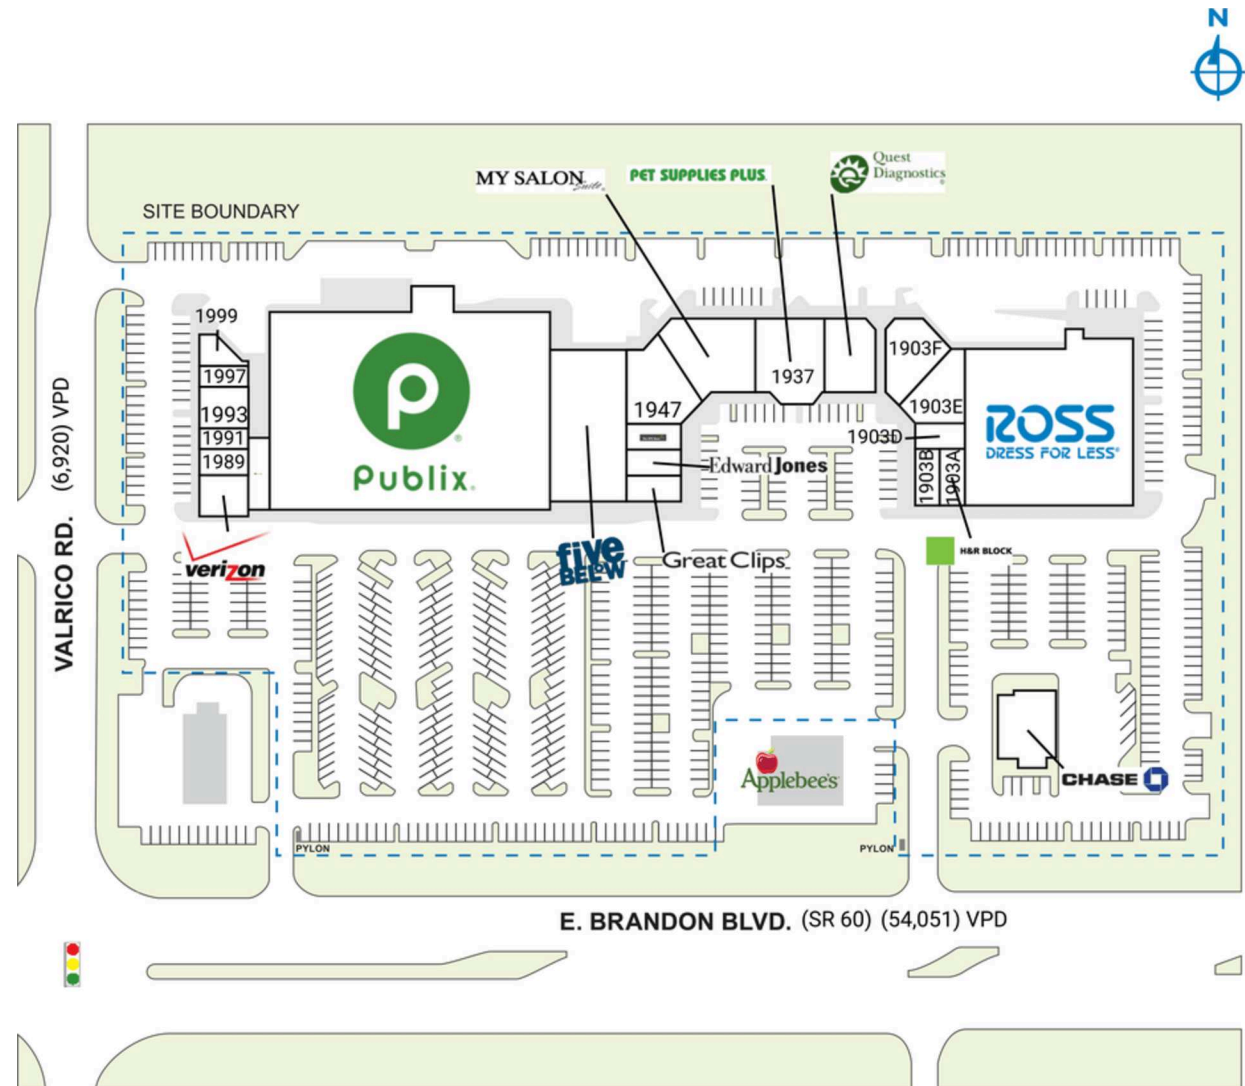 N
MY SALON
Suite
PET SUPPLIES PLUS
Quest
Diagnostics
SITE BOUNDARY
1999
1997
1993
1991
1989
Publix
1947
1937
1903F
1903E
1903D
1903B
1903A
ROSS
DRESS FOR LESS
Edward Jones
verizon
five
BELOW
Great Clips
H&R BLOCK
VALRICO RD. (6,920) VPD
Applebee's
CHASE
PYLON
PYLON
E. BRANDON BLVD. (SR 60) (54,051) VPD